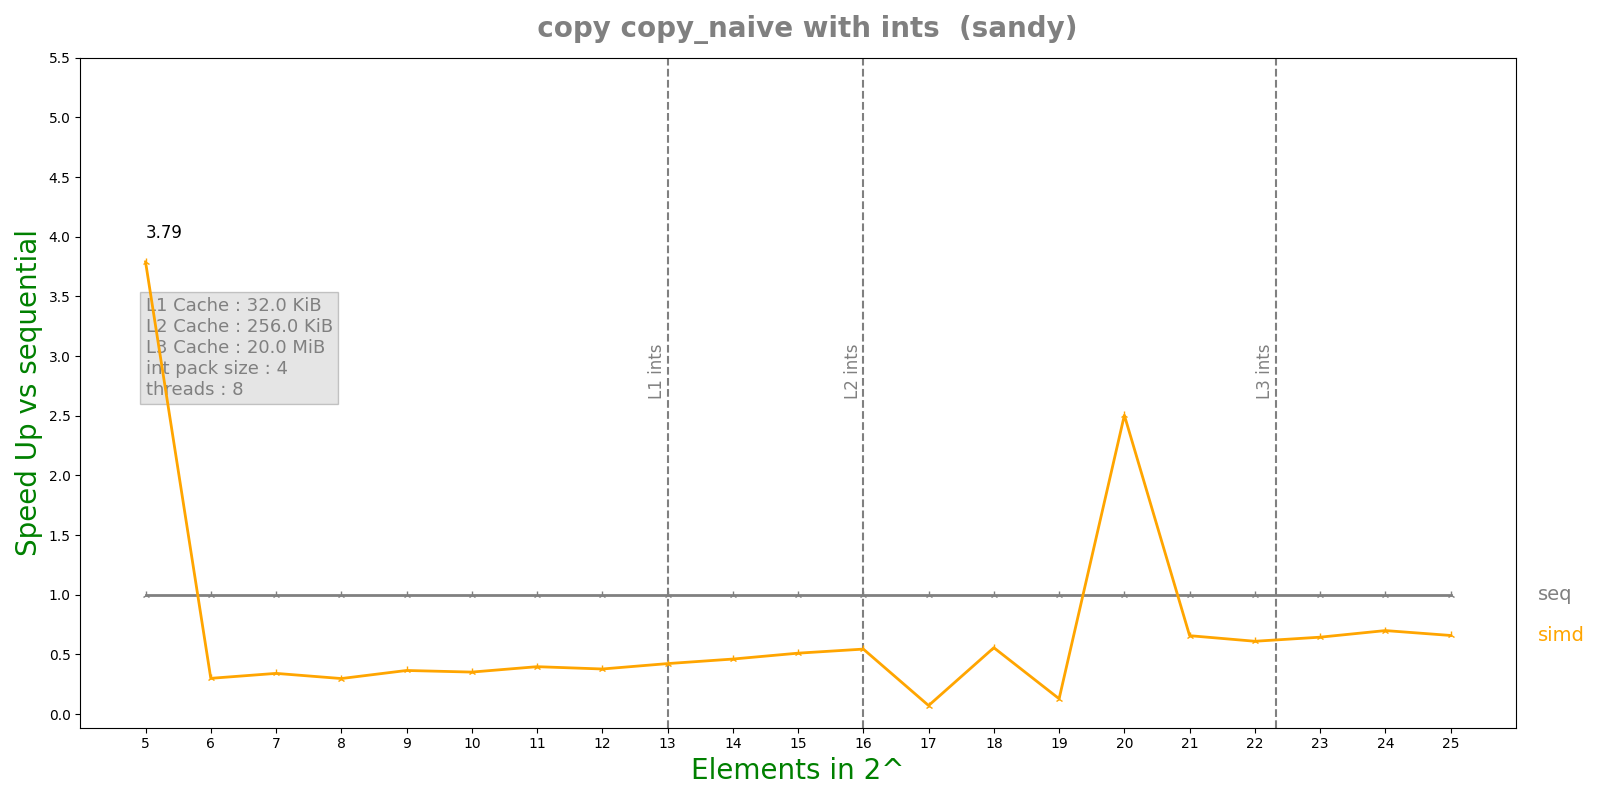 copy copy_naive with ints  (sandy)
Speed Up vs sequential
5.5
5.0
4.5
4.0
3.5
3.0
2.5
2.0
1.5
1.0
0.5
0.0
3.79
L1 Cache : 32.0 KiB
L2 Cache : 256.0 KiB
L3 Cache : 20.0 MiB
int pack size : 4
threads : 8
L1 ints
L2 ints
L3 ints
seq
simd
5 6 7 8 9 10 11 12 13 14 15 16 17 18 19 20 21 22 23 24 25
Elements in 2^